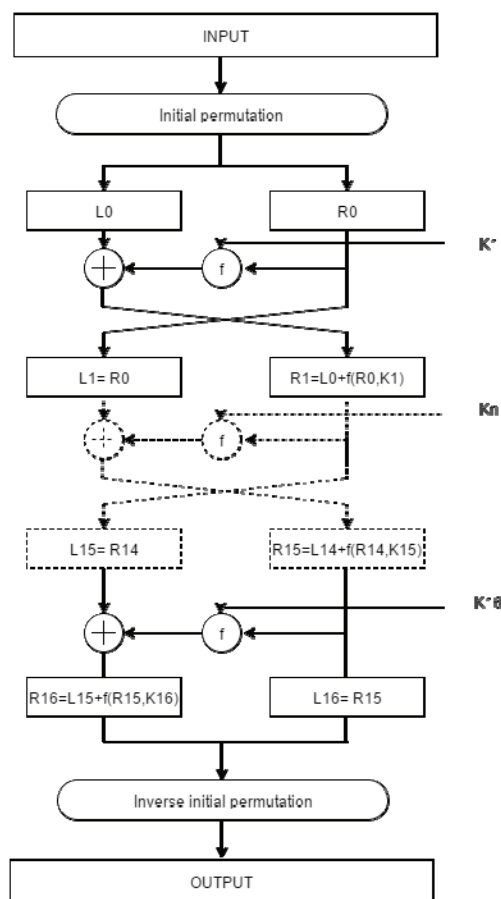 INPUT
Initial permutation
L0
R0
f
L1= R0
R1=L0+f(R0,K1)
Kn
f
L15= R14
R15=L14+f(R14,K15)
f
R16=L15+f(R15,K16)
L16= R15
Inverse initial permutation
OUTPUT